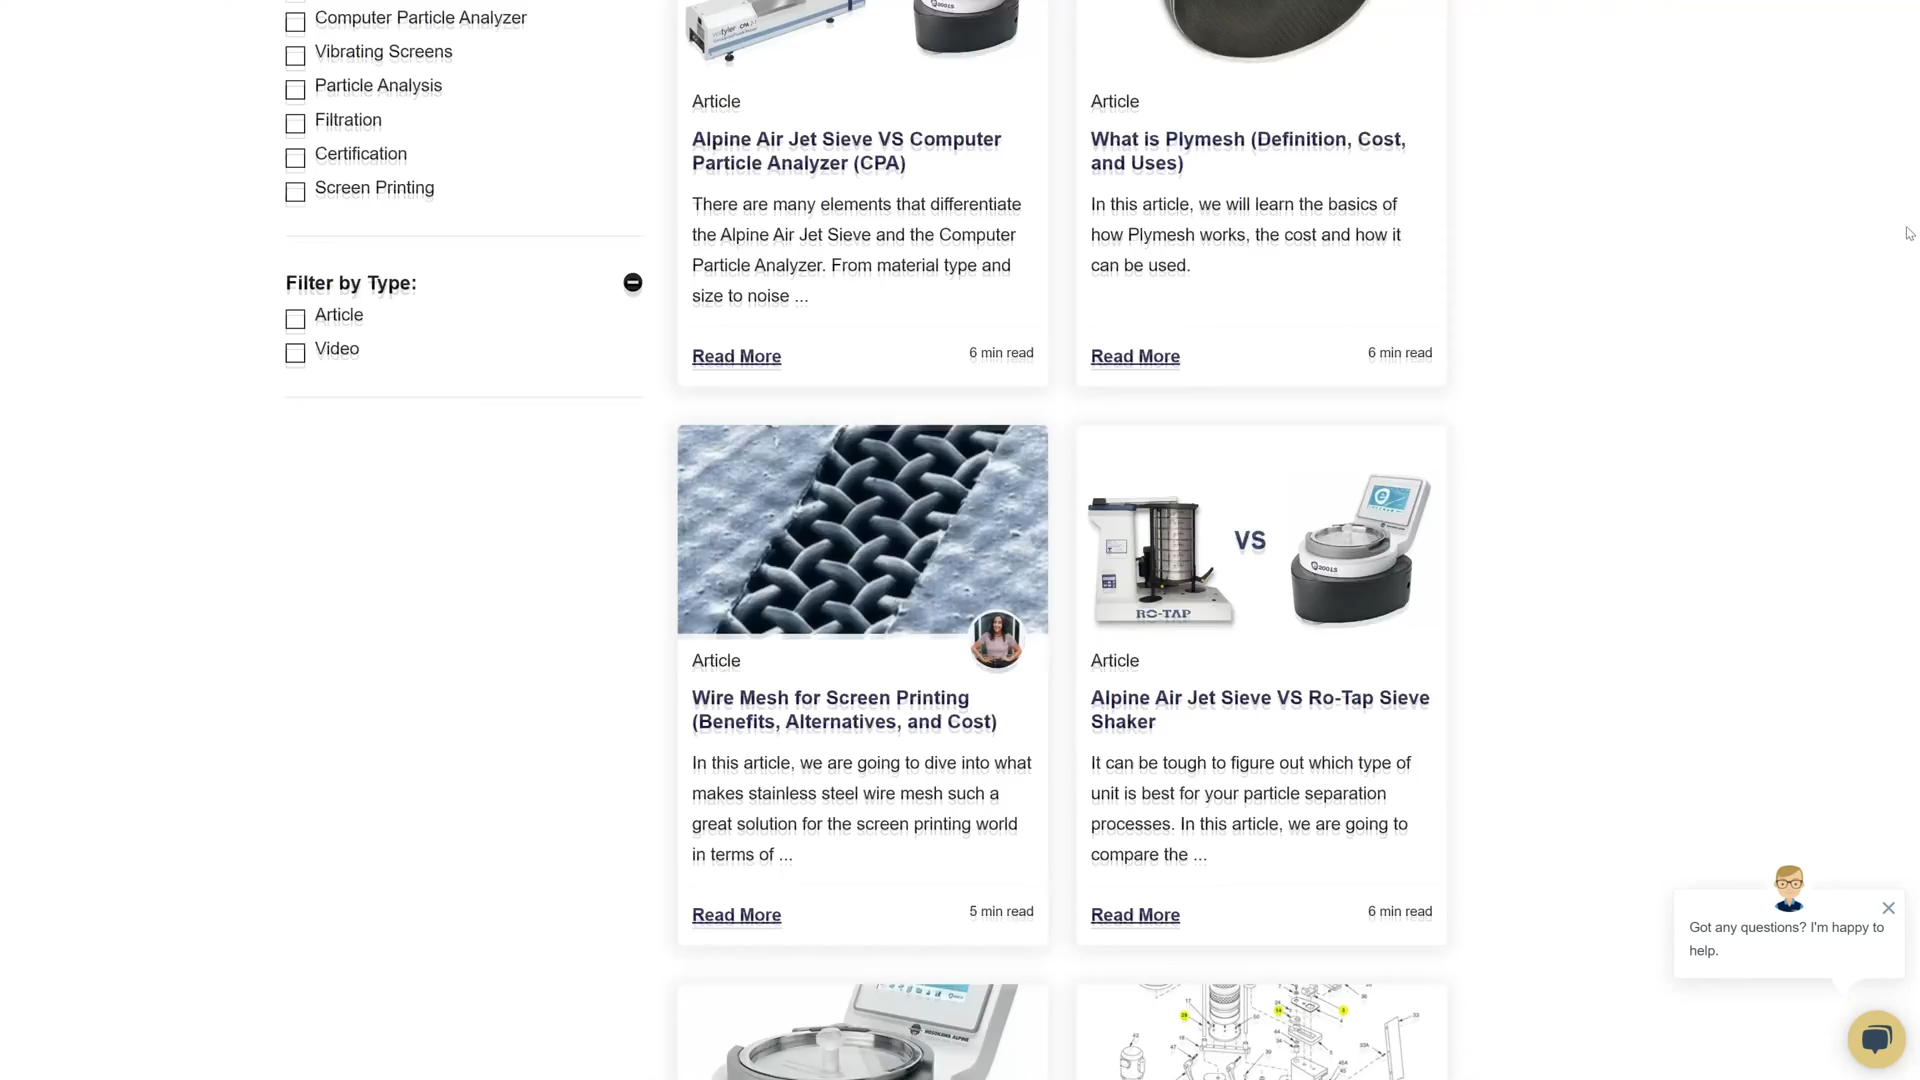 Computer Particle Analyzer
Vibrating Screens
Particle Analysis
Filtration
Certification
Screen Printing
Filter by Type:
Article
Video
Article
Alpine Air Jet Sieve VS Computer
Particle Analyzer (CPA)
There are many elements that differentiate
the Alpine Air Jet Sieve and the Computer
Particle Analyzer. From material type and
size to noise ...
Read More
6 min read
Article
What is Plymesh (Definition, Cost,
and Uses)
In this article, we will learn the basics of
how Plymesh works, the cost and how it
can be used.
Read More
6 min read
Article
Wire Mesh for Screen Printing
(Benefits, Alternatives, and Cost)
In this article, we are going to dive into what
makes stainless steel wire mesh such a
great solution for the screen printing world
in terms of ...
Read More
5 min read
VS
RO-TAP
Article
Alpine Air Jet Sieve VS Ro-Tap Sieve
Shaker
It can be tough to figure out which type of
unit is best for your particle separation
processes. In this article, we are going to
compare the ...
Read More
6 min read
Got any questions? I'm happy to
help.